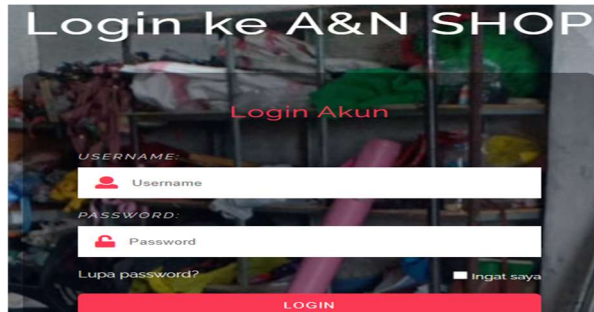 Login ke A&N SHOP
Login Akun
USERNAME:
Username
PASSWORD:
Password
Lupa password? Ingat saya
LOGIN